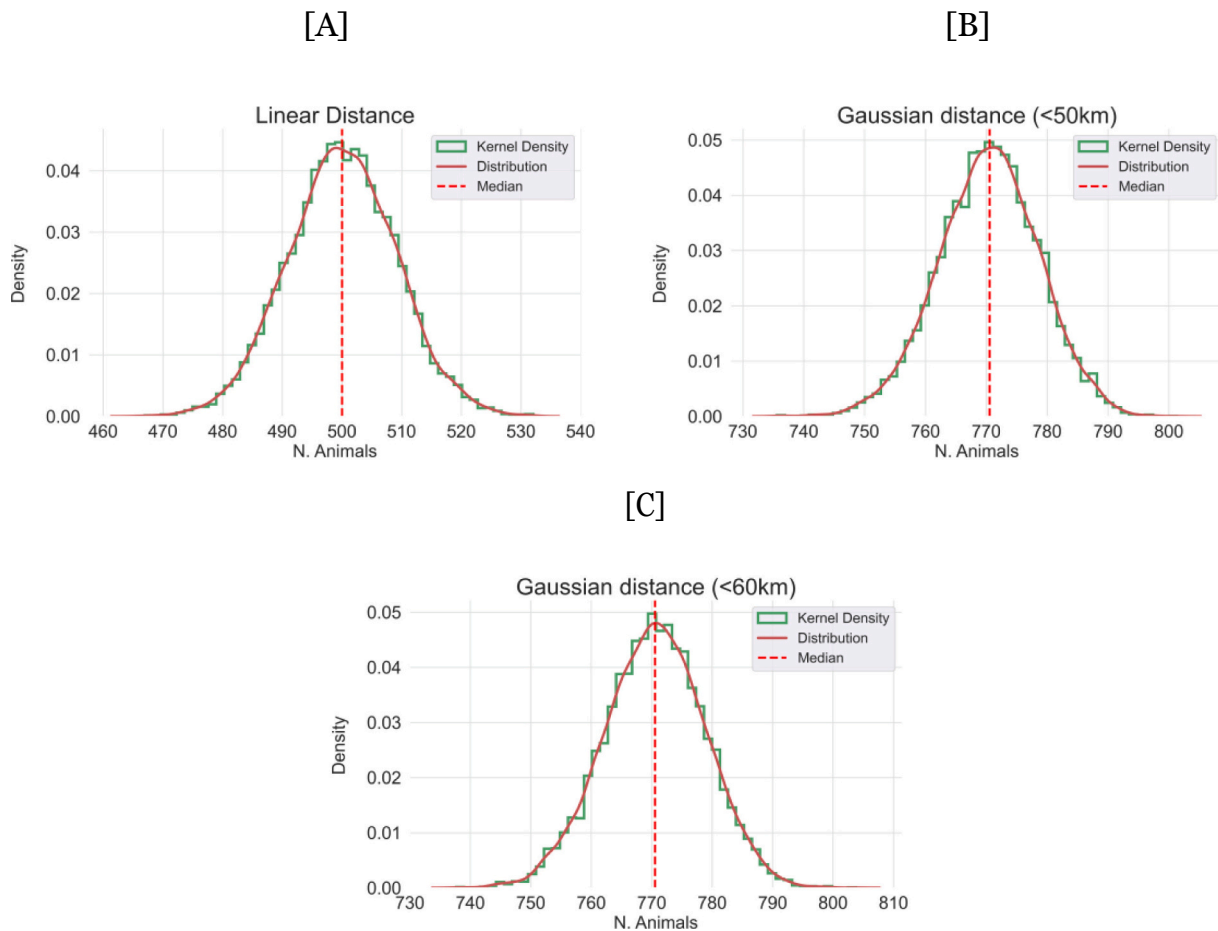 [A]
Linear Distance
Kernel Density
Distribution
Median
Density
0.04
0.03
0.02
0.01
0.00
460 470 480 490 500 510 520 530 540
N. Animals
[B]
Gaussian distance (<50km)
Kernel Density
Distribution
Median
Density
0.05
0.04
0.03
0.02
0.01
0.00
730 740 750 760 770 780 790 800
N. Animals
[C]
Gaussian distance (<60km)
Kernel Density
Distribution
Median
Density
0.05
0.04
0.03
0.02
0.01
0.00
730 740 750 760 770 780 790 800 810
N. Animals